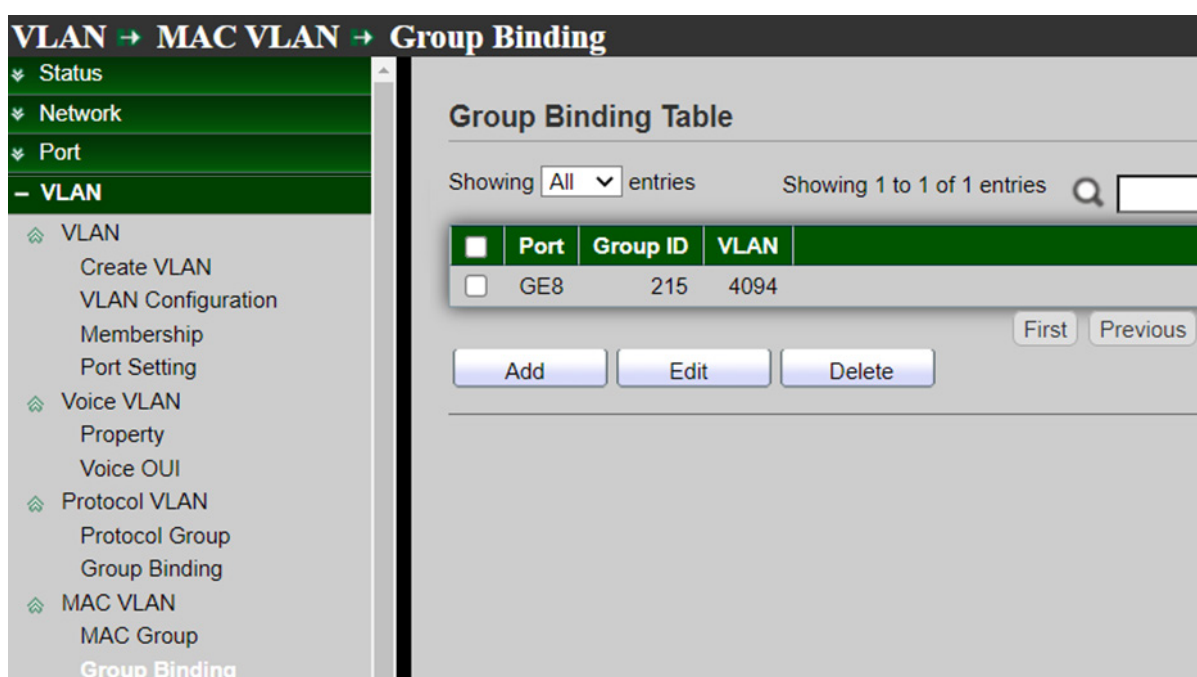 VLAN → MAC VLAN → Group Binding
Status
Network
Port
VLAN
VLAN
Create VLAN
VLAN Configuration
Membership
Port Setting
Voice VLAN
Property
Voice OUI
Protocol VLAN
Protocol Group
Group Binding
MAC VLAN
MAC Group
Group Binding
Group Binding Table
Showing All entries Showing 1 to 1 of 1 entries
Port Group ID VLAN
GE8 215 4094
First Previous
Add Edit Delete